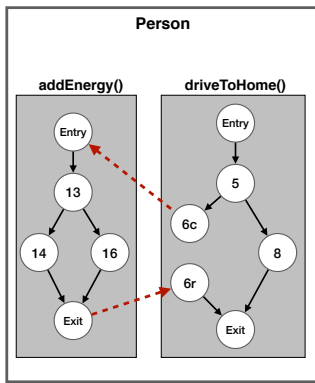 Person
addEnergy() driveToHome()
Entry Entry
13 5
6c
14 16 8
6r
Exit Exit